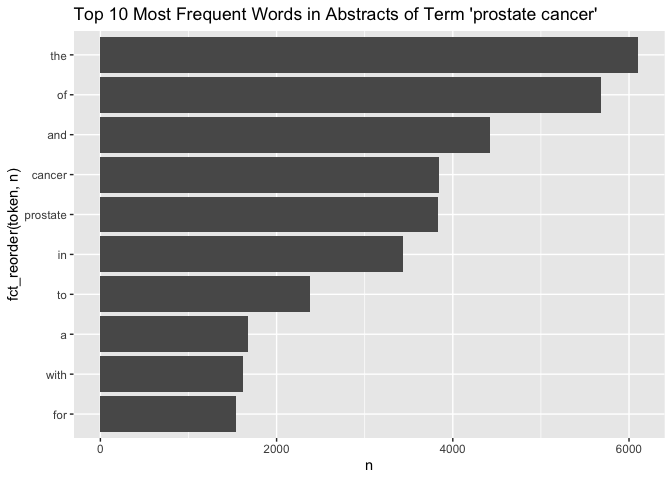 Top 10 Most Frequent Words in Abstracts of Term 'prostate cancer'
fct_reorder(token, n)
the
of
and
cancer
prostate
in
to
a
with
for
0 2000 4000 6000
n